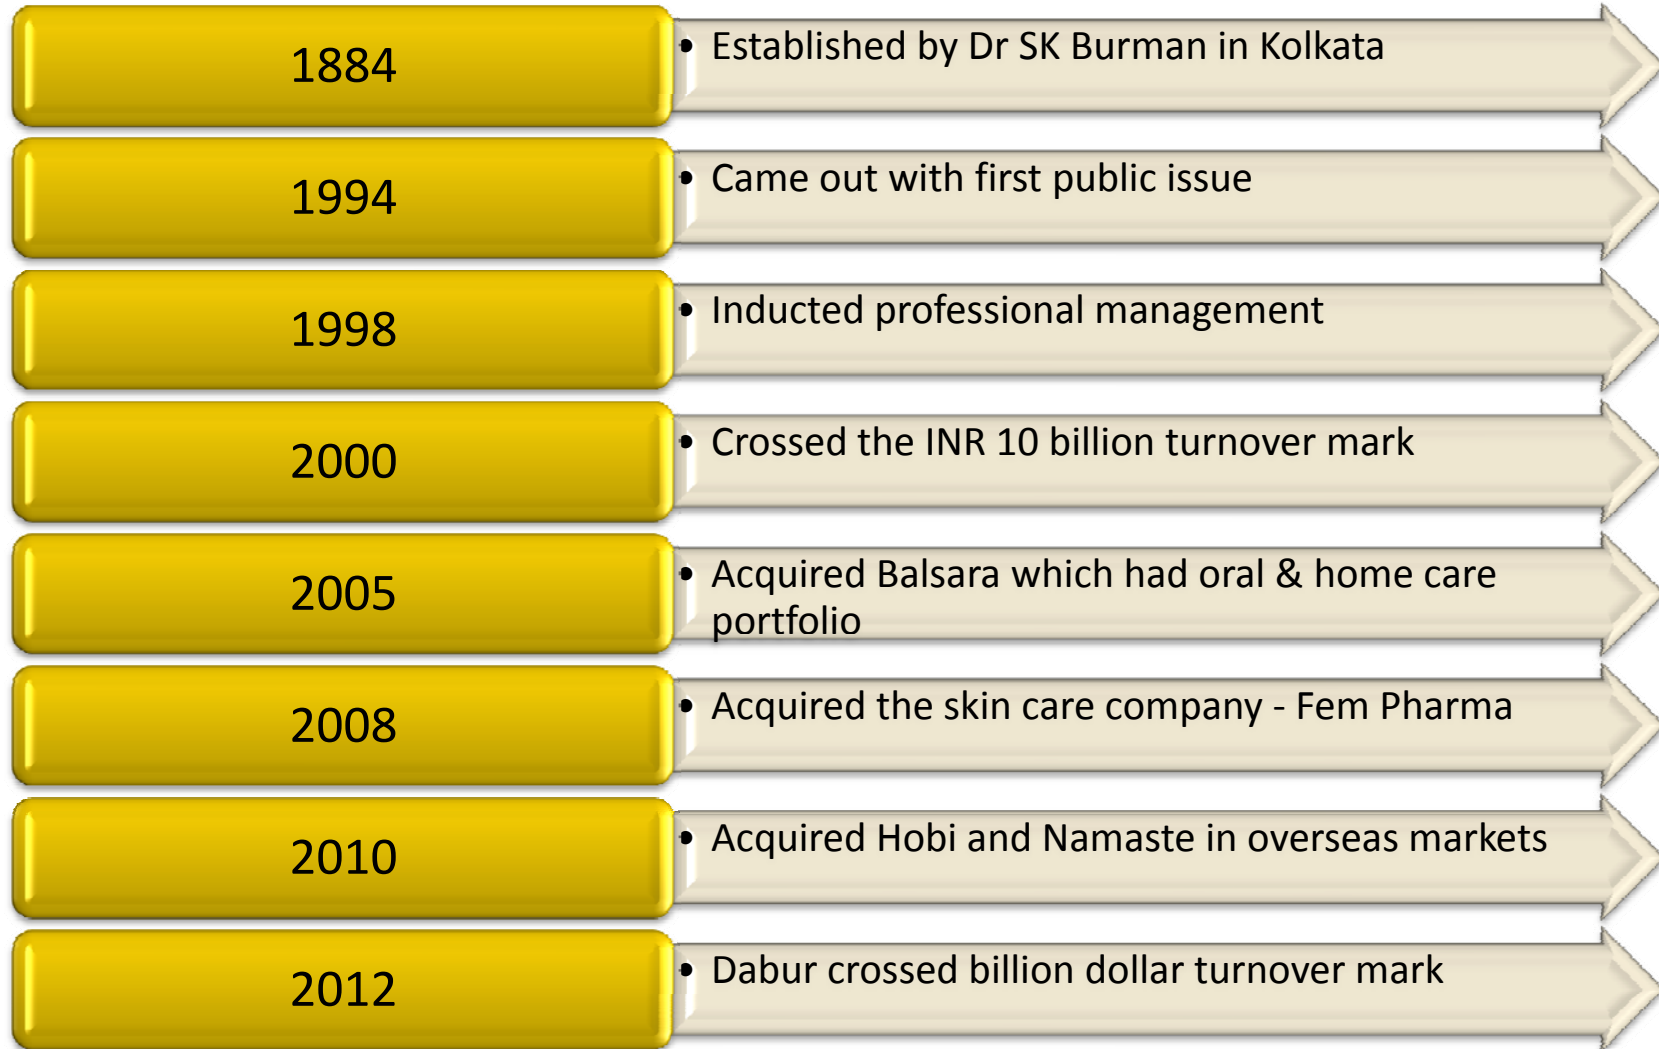 1884
• Established by Dr SK Burman in Kolkata
1994
• Came out with first public issue
1998
• Inducted professional management
2000
• Crossed the INR 10 billion turnover mark
2005
• Acquired Balsara which had oral & home care
portfolio
2008
• Acquired the skin care company - Fem Pharma
2010
• Acquired Hobi and Namaste in overseas markets
2012
• Dabur crossed billion dollar turnover mark